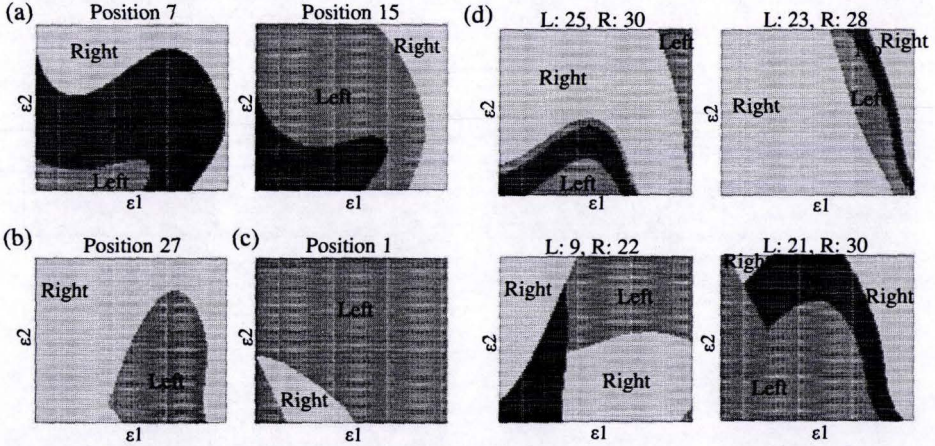 (a)
Position 7
Right
Left
ε2
ε1
Position 15
Right
Left
ε2
ε1
(b)
Position 27
Right
Left
ε2
ε1
(c)
Position 1
Left
Right
ε2
ε1
(d)
L: 25, R: 30
Left
Right
Left
ε2
ε1
L: 23, R: 28
No
Right
Left
Right
ε2
ε1
L: 9, R: 22
Right
Left
Right
ε2
ε1
L: 21, R: 30
Right
Right
Left
ε2
ε1